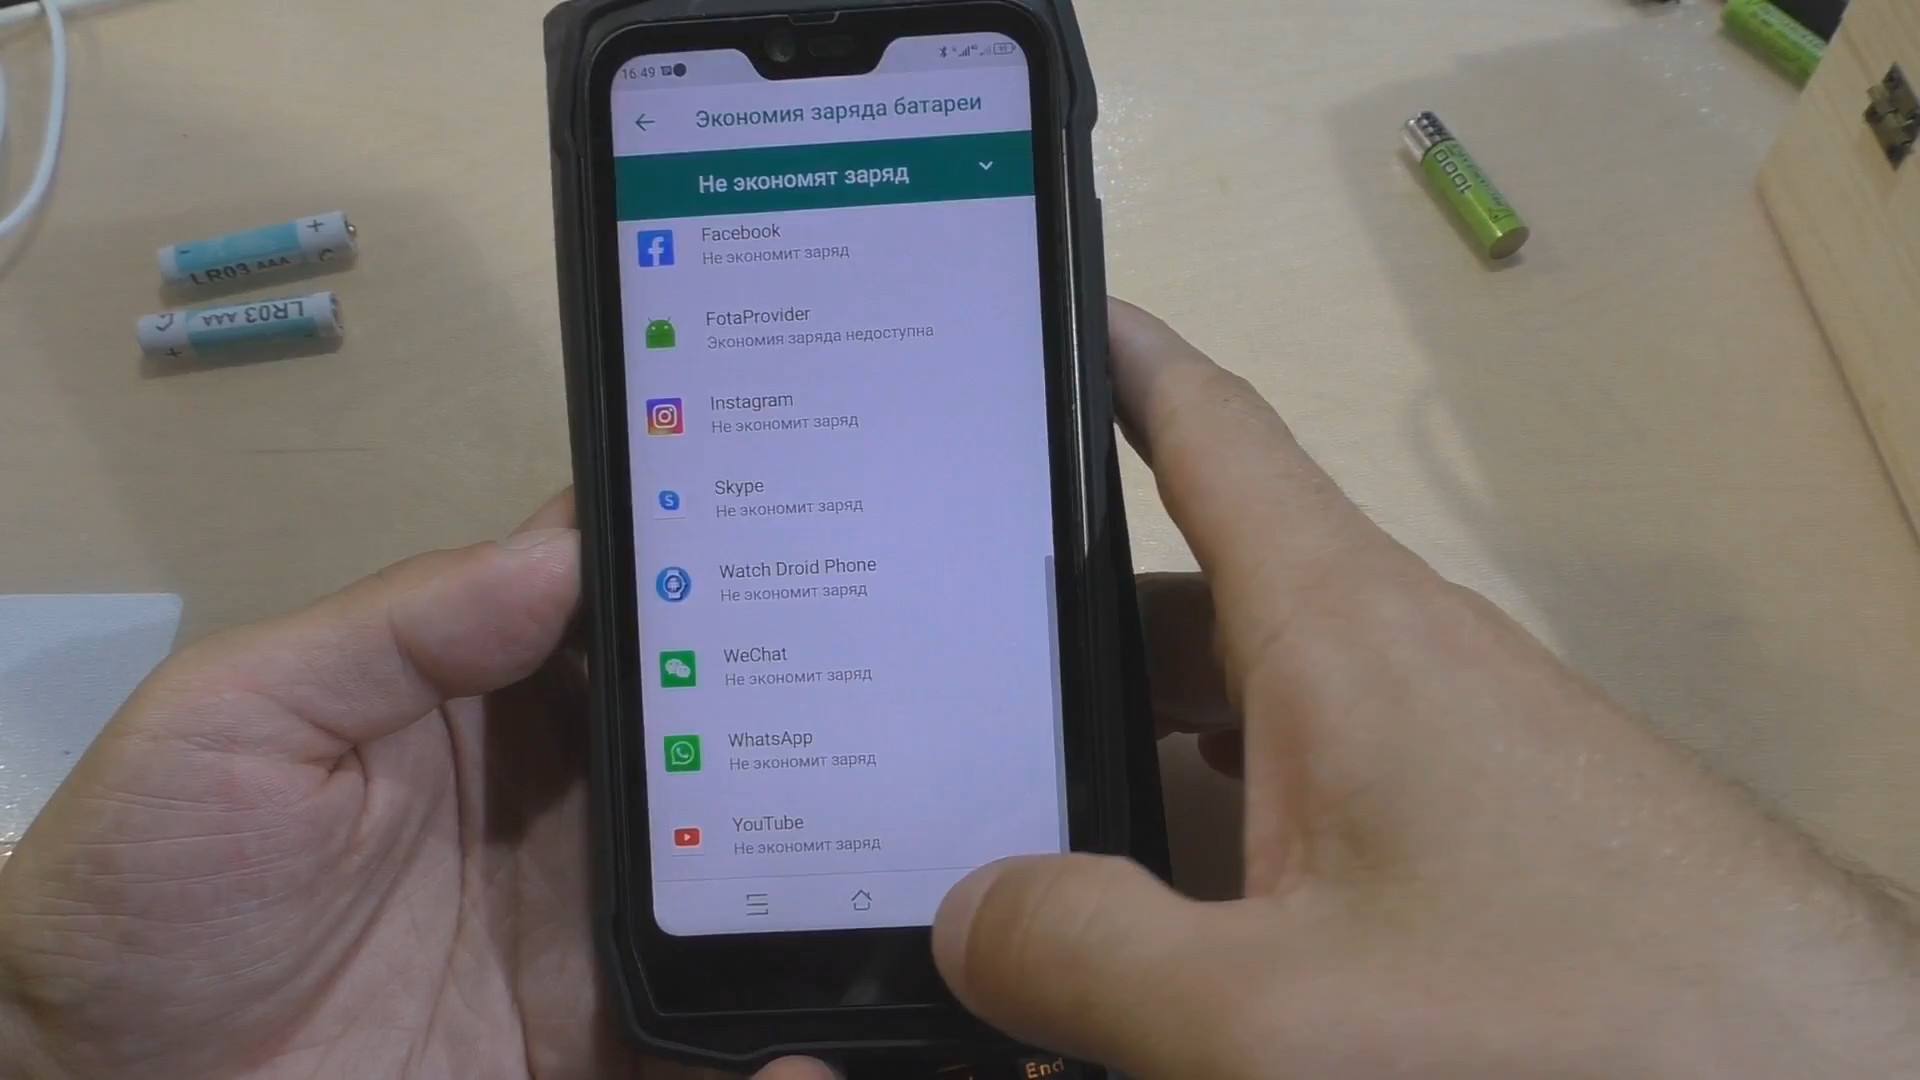 16:49
Экономия заряда батареи
Не экономят заряд
Facebook
Не экономит заряд
FotaProvider
Экономия заряда недоступна
Instagram
Не экономит заряд
Skype
Не экономит заряд
Watch Droid Phone
Не экономит заряд
WeChat
Не экономит заряд
WhatsApp
Не экономит заряд
YouTube
Не экономит заряд
End
LR03 AAA
LR03 AAA
1000